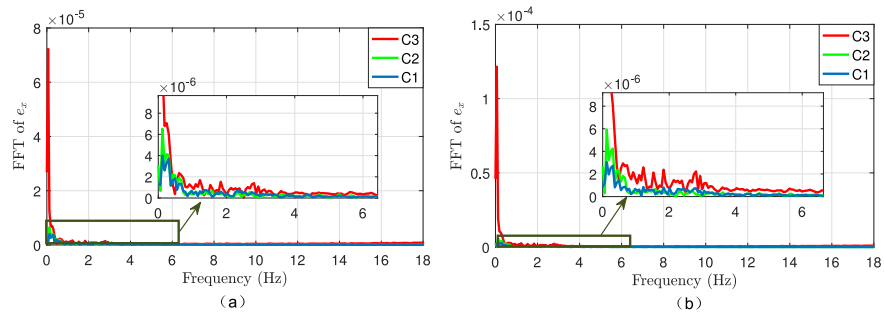 ×10⁻⁵
8
6
4
2
0
FFT of eₓ
C3
C2
C1
×10⁻⁶
8
6
4
2
0
0 2 4 6
0 2 4 6 8 10 12 14 16 18
Frequency (Hz)
（a）
×10⁻⁴
1.5
1
0.5
0
FFT of eₓ
C3
C2
C1
×10⁻⁶
8
6
4
2
0
0 2 4 6
0 2 4 6 8 10 12 14 16 18
Frequency (Hz)
（b）